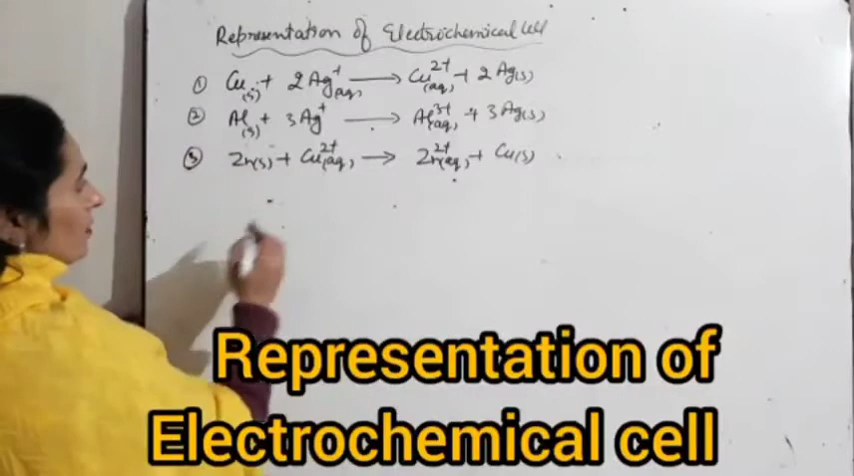 Representation of Electrochemical cell
① Cu(s) + 2Ag⁺(aq) ⟶ Cu²⁺(aq) + 2Ag(s)
② Al(s) + 3Ag⁺ ⟶ Al³⁺(aq) + 3Ag(s)
③ Zn(s) + Cu²⁺(aq) ⟶ Zn²⁺(aq) + Cu(s)
Representation of
Electrochemical cell